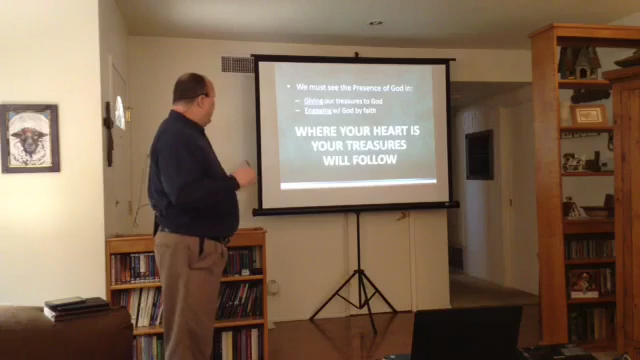 • We must see the Presence of God in:
– Giving our treasures to God
– Engaging w/ God by faith
WHERE YOUR HEART IS
YOUR TREASURES
WILL FOLLOW